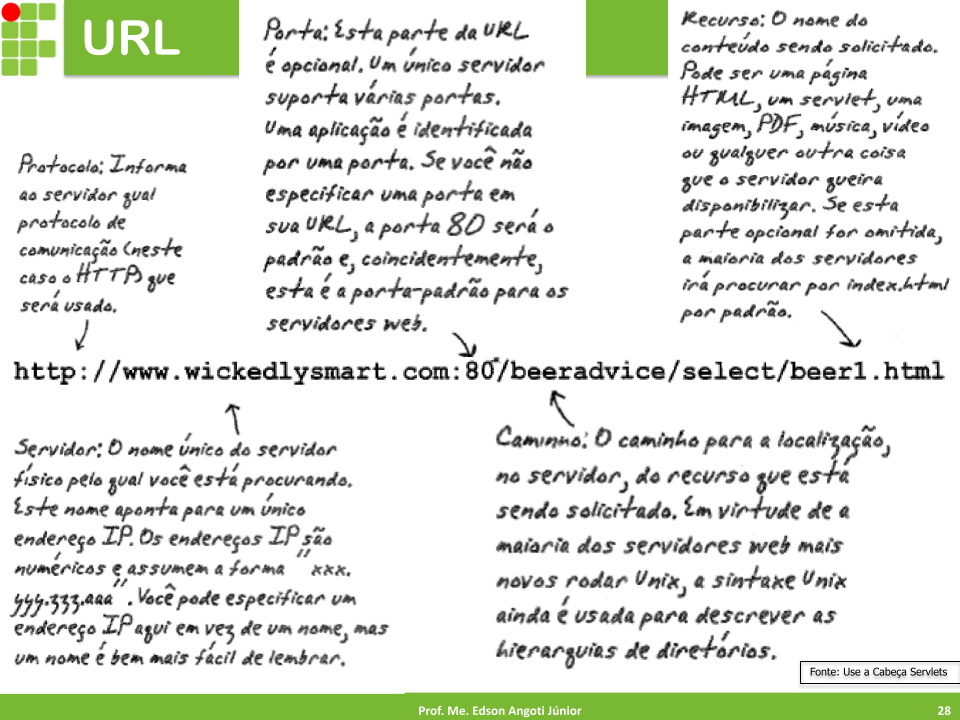 URL
Protocolo: Informa
ao servidor qual
protocolo de
comunicação (neste
caso o HTTP) que
será usado.
Porta: Esta parte da URL
é opcional. Um único servidor
suporta várias portas.
Uma aplicação é identificada
por uma porta. Se você não
especificar uma porta em
sua URL, a porta 80 será o
padrão e, coincidentemente,
esta é a porta-padrão para os
servidores web.
Recurso: O nome do
conteúdo sendo solicitado.
Pode ser uma página
HTML, um servlet, uma
imagem, PDF, música, vídeo
ou qualquer outra coisa
que o servidor queira
disponibilizar. Se esta
parte opcional for omitida,
a maioria dos servidores
irá procurar por index.html
por padrão.
http://www.wickedlysmart.com:80/beeradvice/select/beer1.html
Servidor: O nome único do servidor
físico pelo qual você está procurando.
Este nome aponta para um único
endereço IP. Os endereços IP são
numéricos e assumem a forma "xxx.
yyy.zzz.aaa". Você pode especificar um
endereço IP aqui em vez de um nome, mas
um nome é bem mais fácil de lembrar.
Caminho: O caminho para a localização,
no servidor, do recurso que está
sendo solicitado. Em virtude de a
maioria dos servidores web mais
novos rodar Unix, a sintaxe Unix
ainda é usada para descrever as
hierarquias de diretórios.
Fonte: Use a Cabeça Servlets
Prof. Me. Edson Angoti Júnior
28